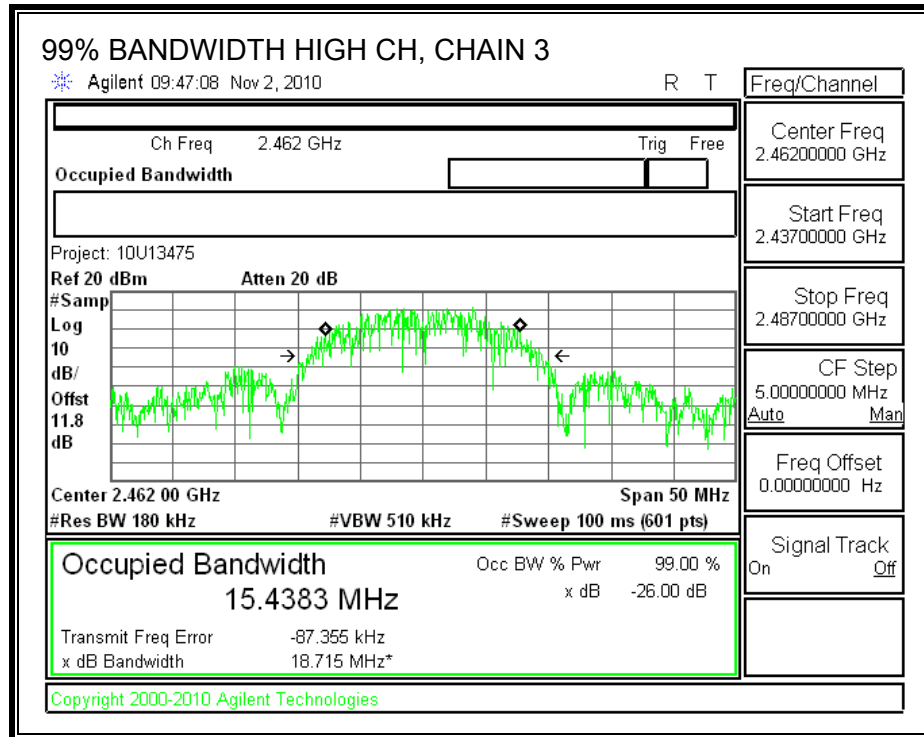 99% BANDWIDTH HIGH CH, CHAIN 3
Agilent 09:47:08 Nov 2, 2010 R T
Freq/Channel
Ch Freq 2.462 GHz Trig Free
Occupied Bandwidth
Center Freq
2.46200000 GHz
Start Freq
2.43700000 GHz
Stop Freq
2.48700000 GHz
CF Step
5.00000000 MHz
Auto Man
Freq Offset
0.00000000 Hz
Signal Track
On Off
Project: 10U13475
Ref 20 dBm Atten 20 dB
#Samp
Log
10
dB/
Offst
11.8
dB
Center 2.462 00 GHz Span 50 MHz
#Res BW 180 kHz #VBW 510 kHz #Sweep 100 ms (601 pts)
Occupied Bandwidth Occ BW % Pwr 99.00 %
15.4383 MHz x dB -26.00 dB
Transmit Freq Error -87.355 kHz
x dB Bandwidth 18.715 MHz*
Copyright 2000-2010 Agilent Technologies